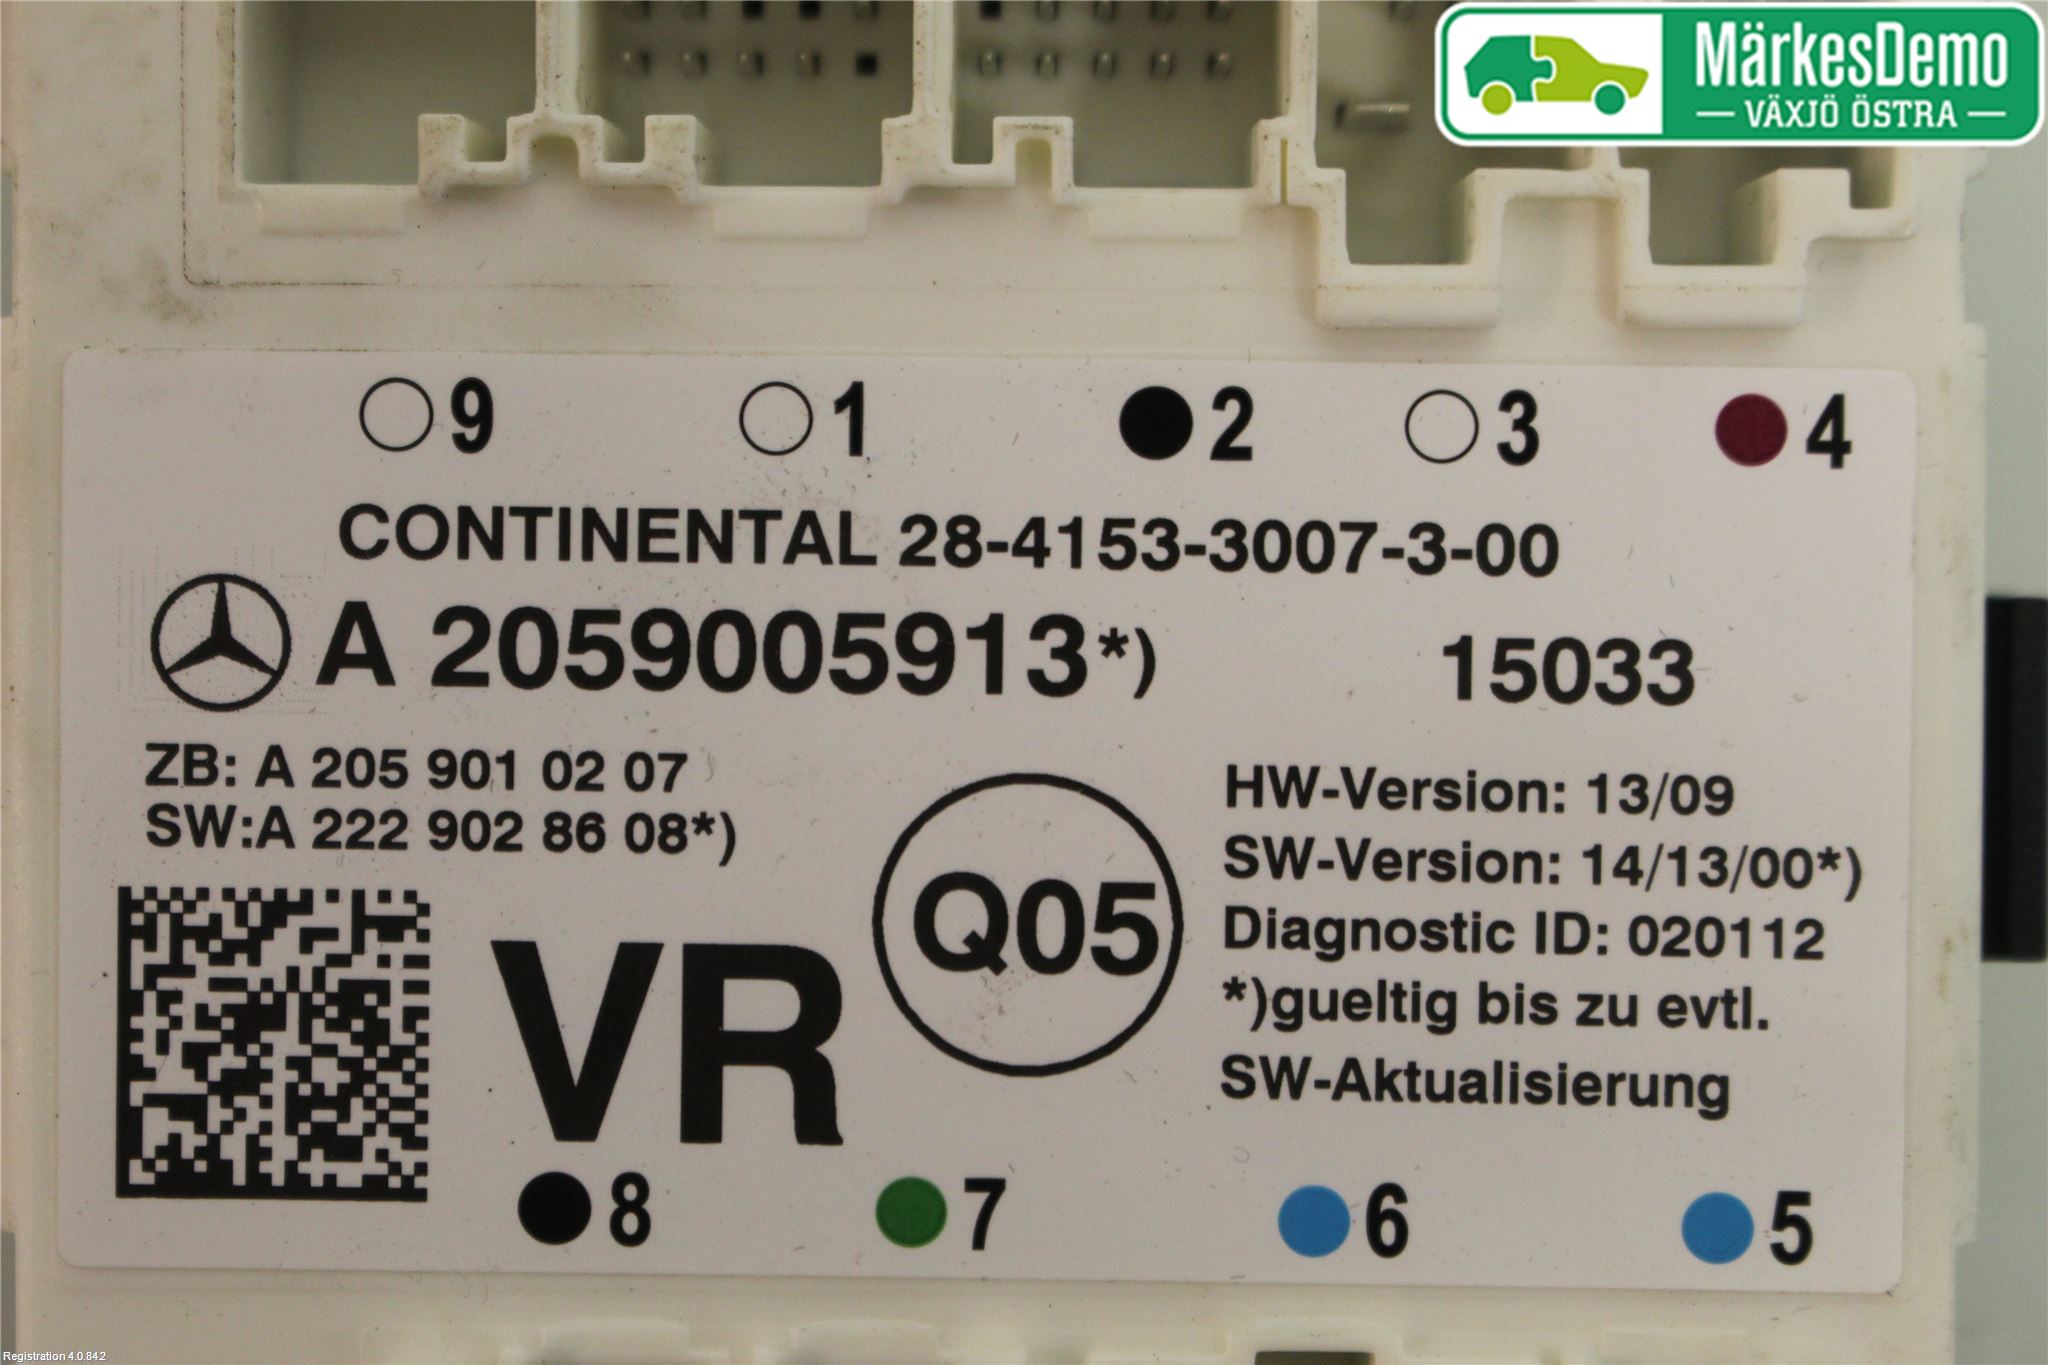 MärkesDemo
— VÄXJÖ ÖSTRA —
9 1 2 3 4
CONTINENTAL 28-4153-3007-3-00
A 2059005913*) 15033
ZB: A 205 901 02 07
SW:A 222 902 86 08*)
HW-Version: 13/09
SW-Version: 14/13/00*)
Diagnostic ID: 020112
*)gueltig bis zu evtl.
SW-Aktualisierung
VR
Q05
8 7 6 5
Registration 4.0.842